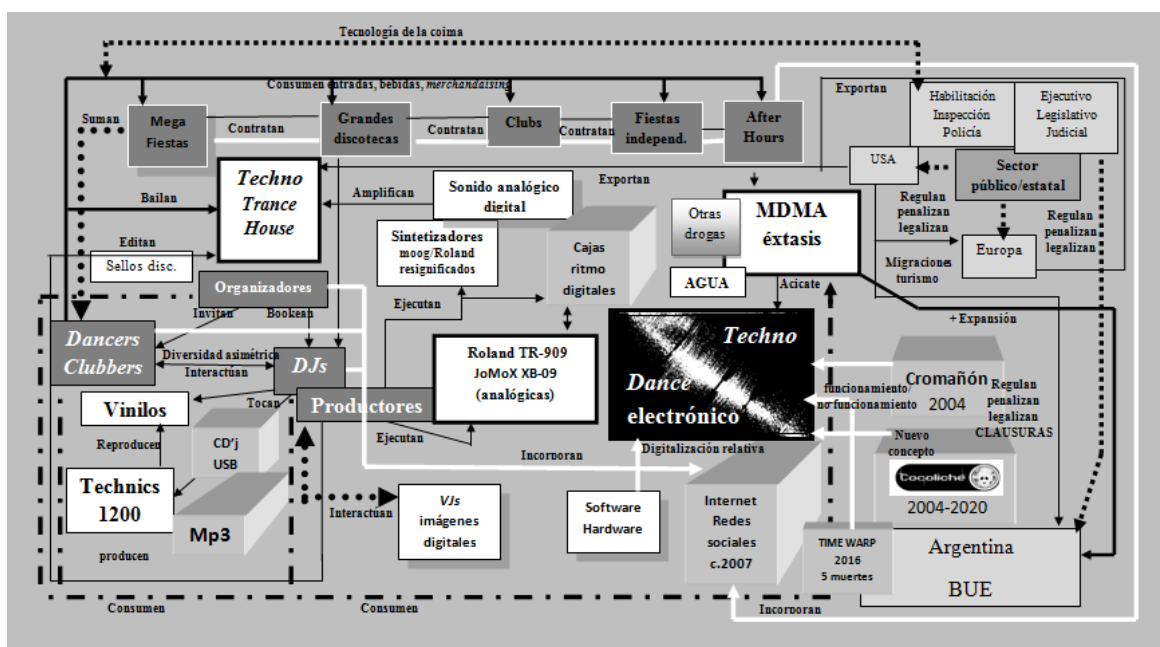 Tecnología de la coima
Consumen entradas, bebidas, merchandaising
Exportan
Habilitación
Inspección
Policía
Ejecutivo
Legislativo
Judicial
Suman
Mega
Fiestas
Contratan
Grandes
discotecas
Contratan
Clubs
Contratan
Fiestas
independ.
After
Hours
USA
Sector
público/estatal
Techno
Trance
House
Amplifican
Sonido analógico
digital
Exportan
Bailan
Otras
drogas
MDMA
éxtasis
Regulan
penalizan
legalizan
Regulan
penalizan
legalizan
Editan
Sellos disc.
Sintetizadores
moog/Roland
resignificados
Cajas
ritmo
digitales
Europa
Migraciones
turismo
AGUA
Acicate
Organizadores
Invitan
Bookean
Ejecutan
+ Expansión
Dancers
Clubbers
Diversidad asimétrica
Interactúan
DJs
Roland TR-909
JoMoX XB-09
(analógicas)
Techno
Dance
electrónico
Cromañón
2004
Regulan
penalizan
legalizan
CLAUSURAS
funcionamiento/
no funcionamiento
Vinilos
Tocan
Productores
Ejecutan
Reproducen
CD'j
USB
Incorporan
Digitalización relativa
Nuevo
concepto
Cocoliché
2004-2020
Technics
1200
Mp3
Interactúan
VJs
imágenes
digitales
Software
Hardware
Internet
Redes
sociales
c.2007
TIME WARP
2016
5 muertes
Argentina
BUE
producen
Consumen
Consumen
Incorporan